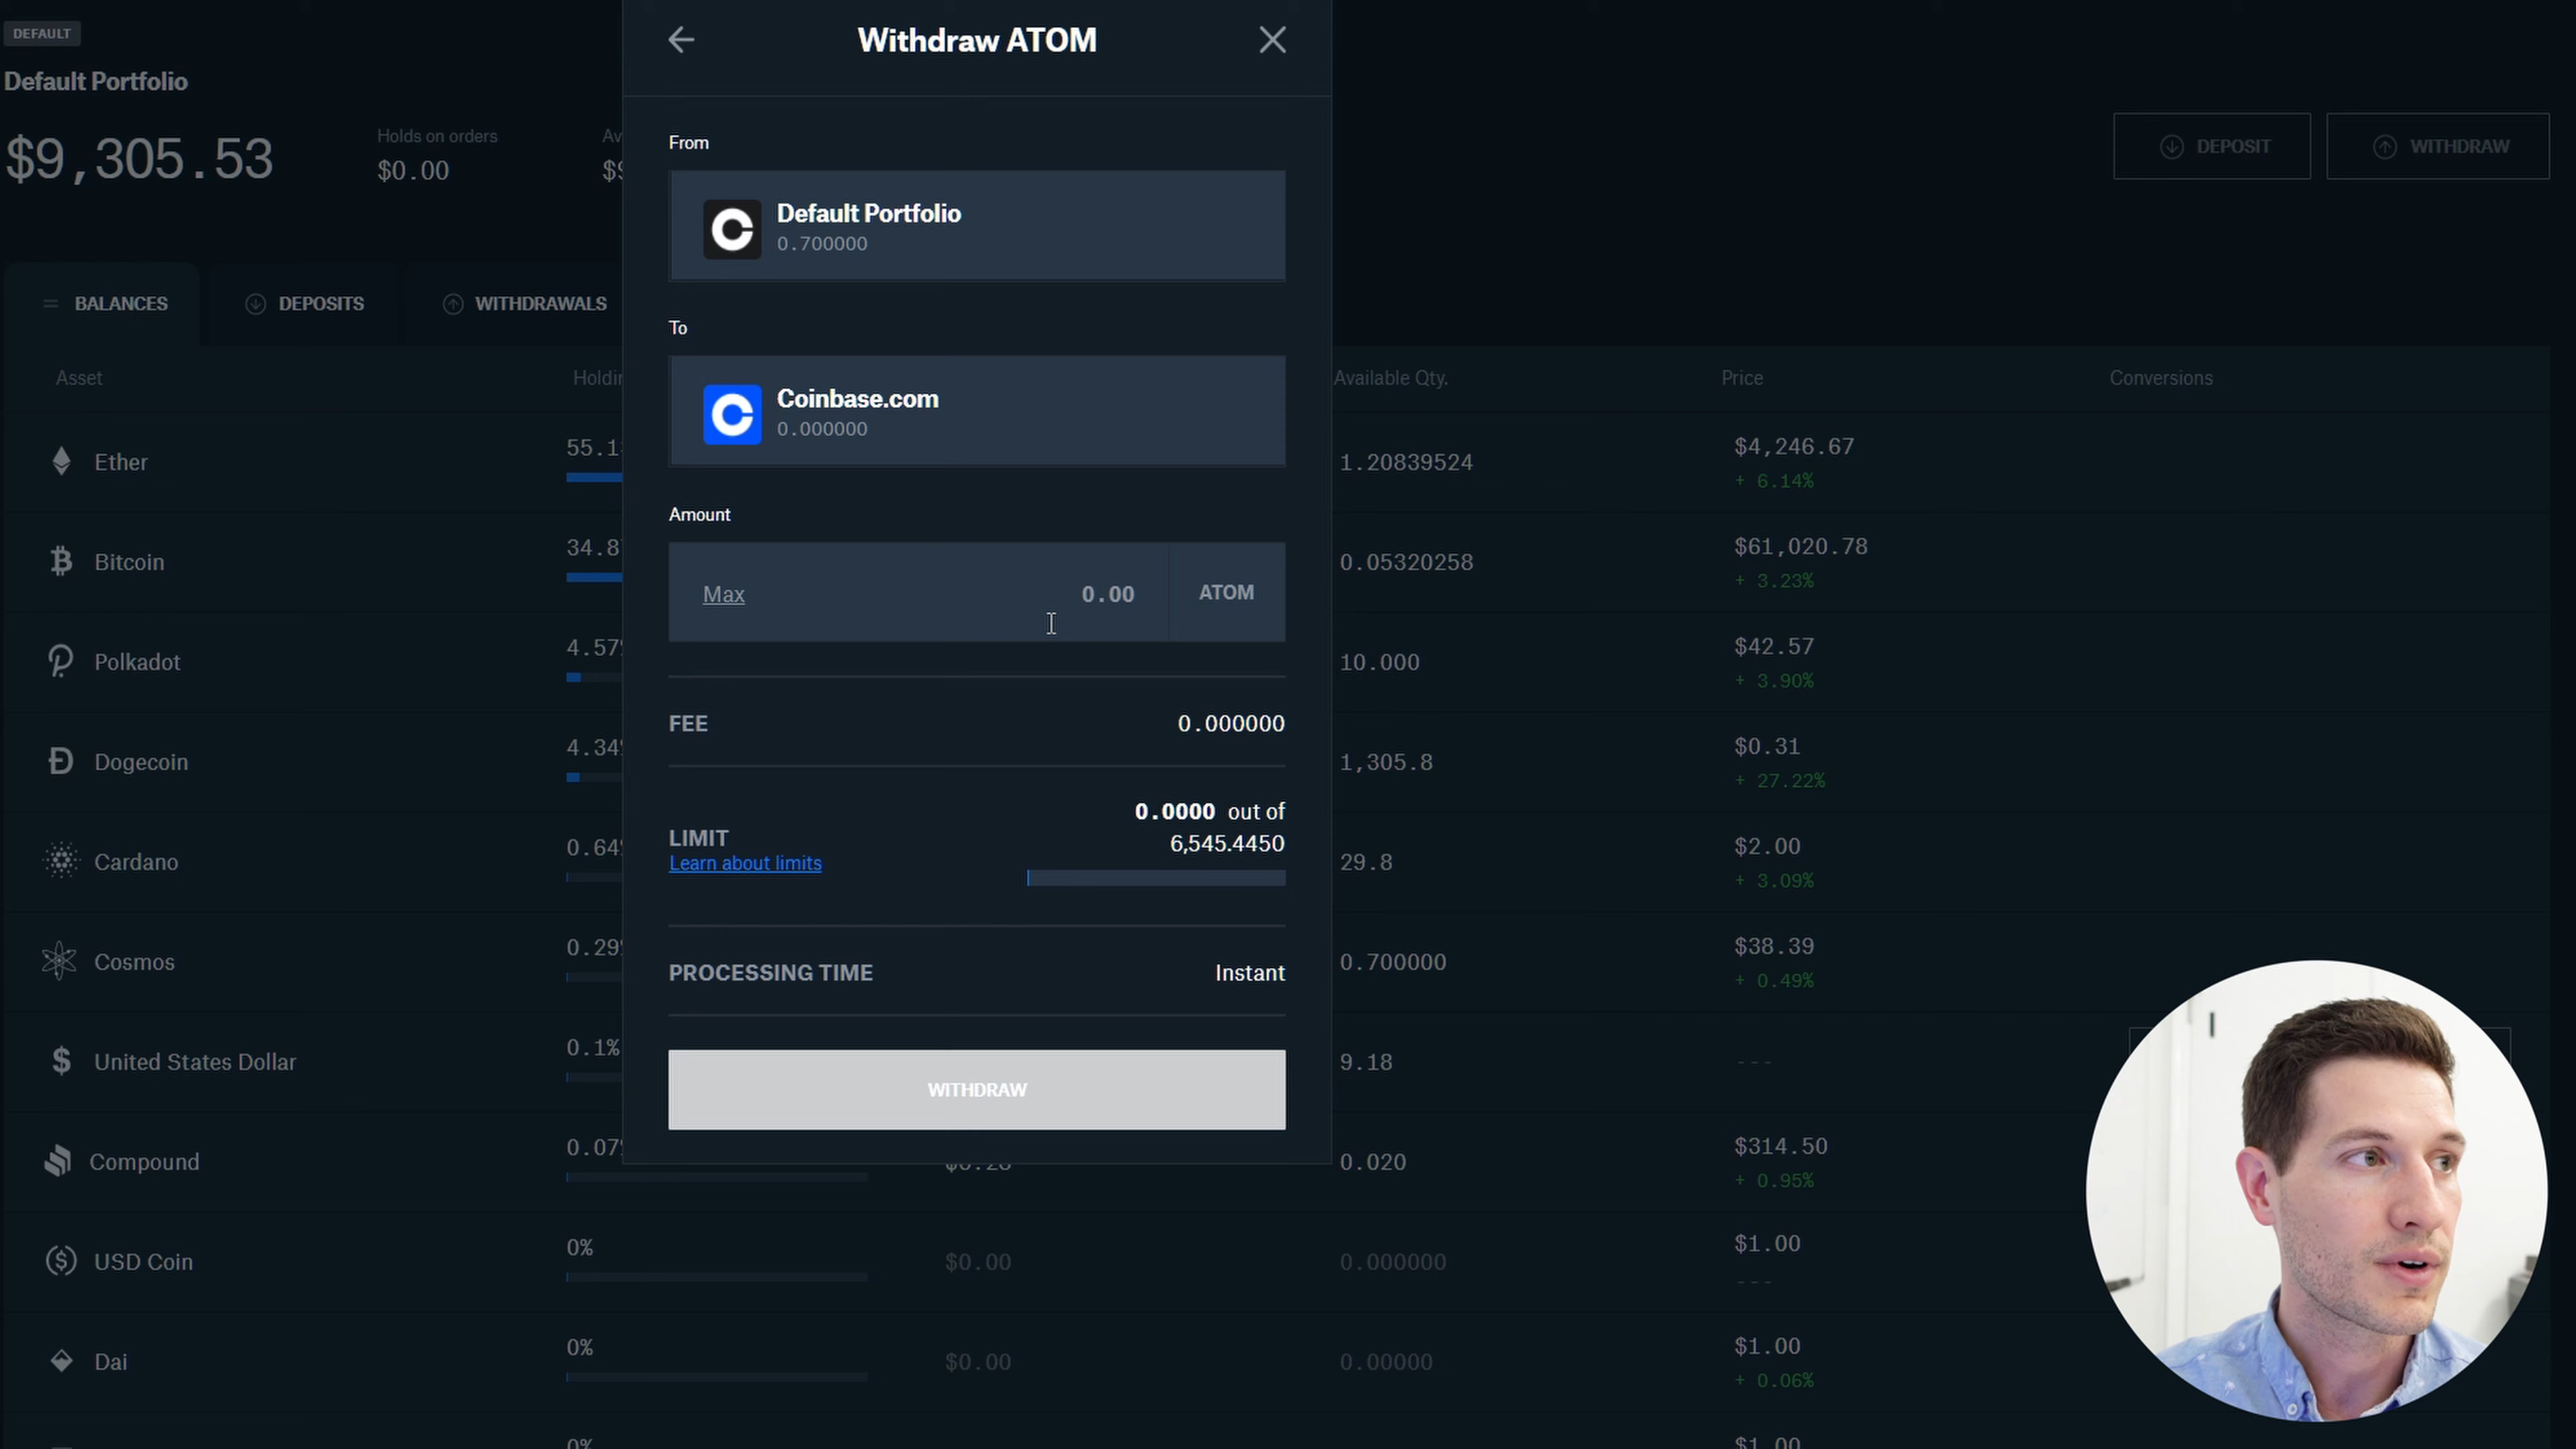 DEFAULT
Default Portfolio
$9,305.53
Holds on orders
$0.00
DEPOSIT
WITHDRAW
BALANCES
DEPOSITS
WITHDRAWALS
Withdraw ATOM
From
Default Portfolio
0.700000
To
Coinbase.com
0.000000
Amount
Max 0.00 ATOM
FEE 0.000000
LIMIT
Learn about limits
0.0000 out of
6,545.4450
PROCESSING TIME Instant
WITHDRAW
Asset Available Qty. Price Conversions
Ether 1.20839524 $4,246.67
+ 6.14%
Bitcoin 0.05320258 $61,020.78
+ 3.23%
Polkadot 10.000 $42.57
+ 3.90%
Dogecoin 1,305.8 $0.31
+ 27.22%
Cardano 29.8 $2.00
+ 3.09%
Cosmos 0.700000 $38.39
+ 0.49%
United States Dollar 0.1% 9.18 ---
Compound 0.020 $314.50
+ 0.95%
USD Coin 0% $0.00 0.000000 $1.00
---
Dai 0% $0.00 0.00000 $1.00
+ 0.06%